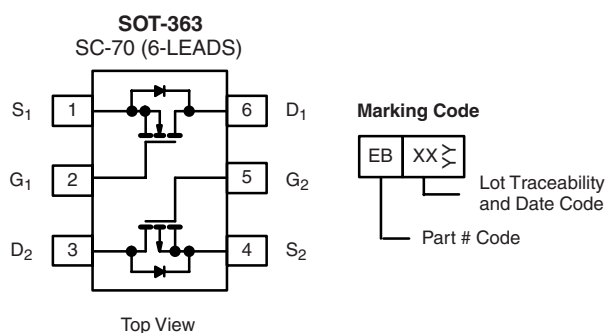 SOT-363
SC-70 (6-LEADS)
S1 1 6 D1
G1 2 5 G2
D2 3 4 S2
Top View
Marking Code
EB XX YY
Lot Traceability
and Date Code
Part # Code